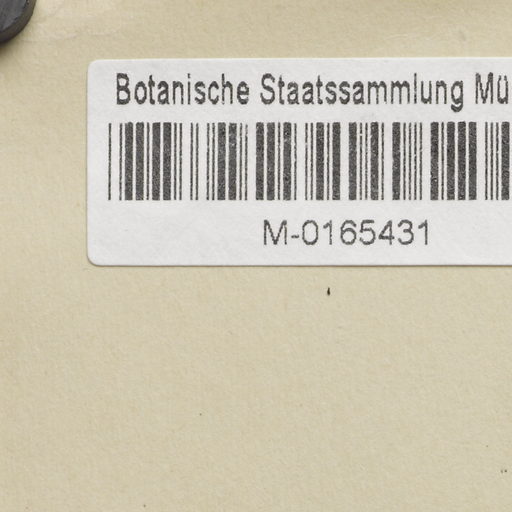 Botanische Staatssammlung Mü
M-0165431